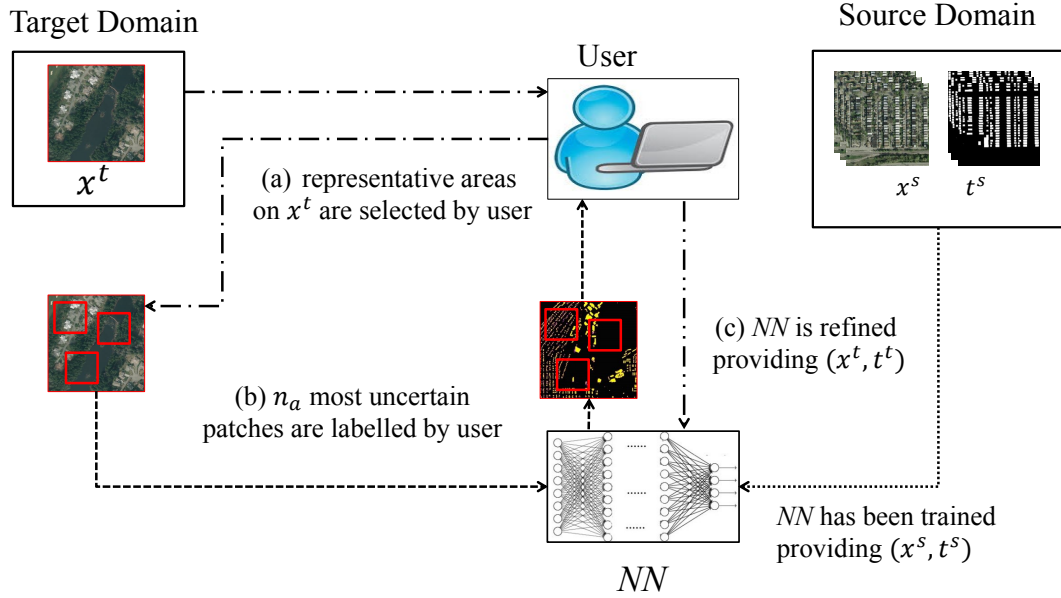 Target Domain
Source Domain
User
x^t
x^s
t^s
(a) representative areas
on x^t are selected by user
(c) NN is refined
providing (x^t, t^t)
(b) n_a most uncertain
patches are labelled by user
......
......
......
NN has been trained
providing (x^s, t^s)
NN